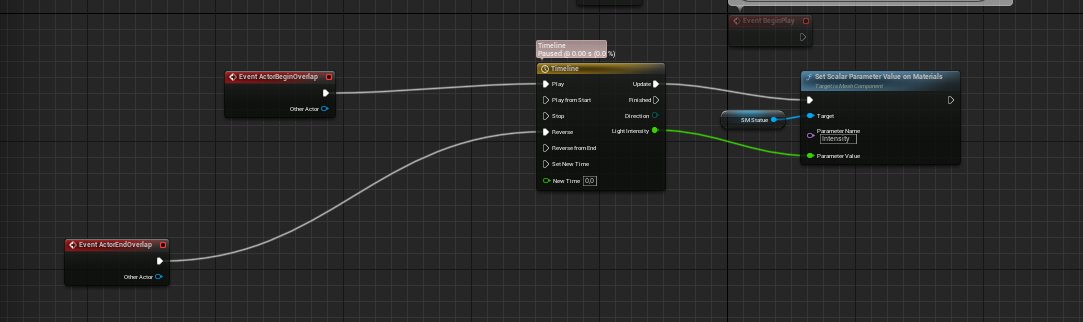 Event BeginPlay
Timeline
Paused @ 0.00 s (0.0 %)
Timeline
Play
Update
Play from Start
Finished
Stop
Direction
Reverse
Light Intensity
Reverse from End
Set New Time
New Time 0,0
Event ActorBeginOverlap
Other Actor
Set Scalar Parameter Value on Materials
Target is Mesh Component
SM Statue
Target
Parameter Name
Intensity
Parameter Value
Event ActorEndOverlap
Other Actor